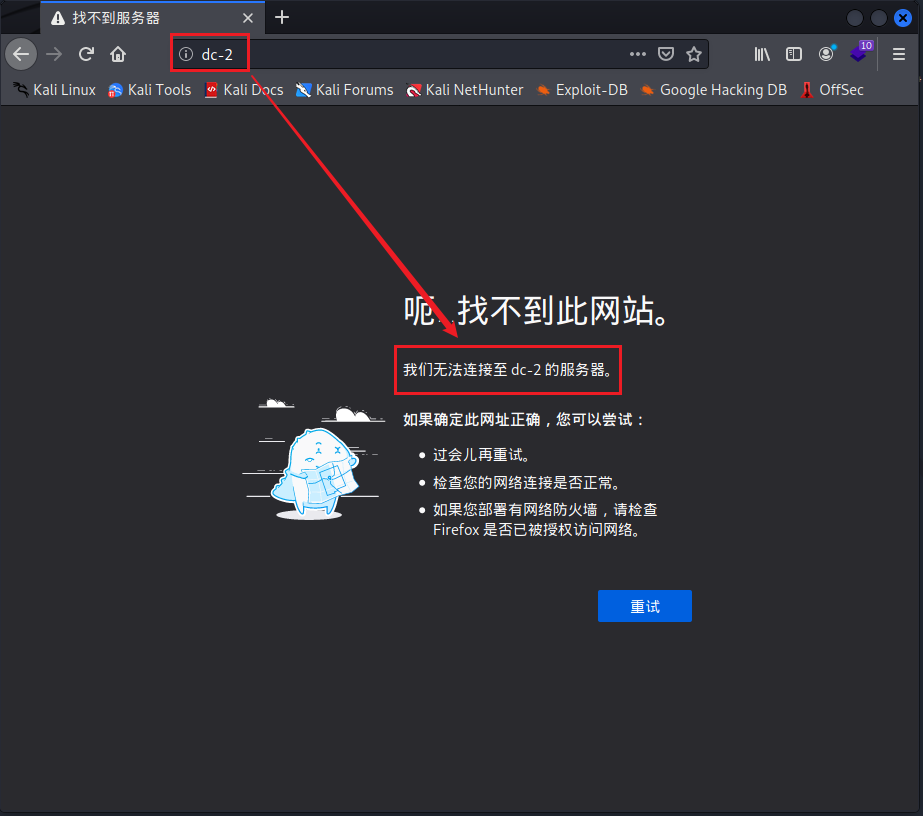 找不到服务器
dc-2
10
Kali Linux Kali Tools Kali Docs Kali Forums Kali NetHunter Exploit-DB Google Hacking DB OffSec
呃…找不到此网站。
我们无法连接至 dc-2 的服务器。
如果确定此网址正确，您可以尝试：
过会儿再重试。
检查您的网络连接是否正常。
如果您部署有网络防火墙，请检查
Firefox 是否已被授权访问网络。
重试